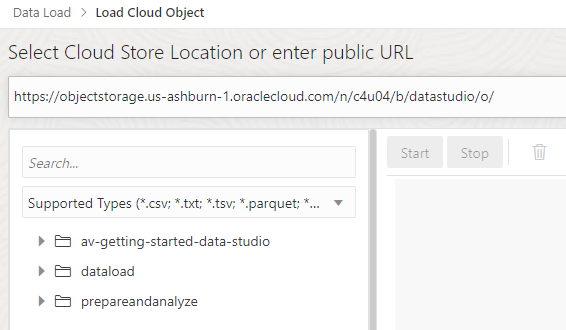 Data Load > Load Cloud Object
Select Cloud Store Location or enter public URL
https://objectstorage.us-ashburn-1.oraclecloud.com/n/c4u04/b/datastudio/o/
Search...
Start Stop
Supported Types (*.csv; *.txt; *.tsv; *.parquet; *...
av-getting-started-data-studio
dataload
prepareandanalyze